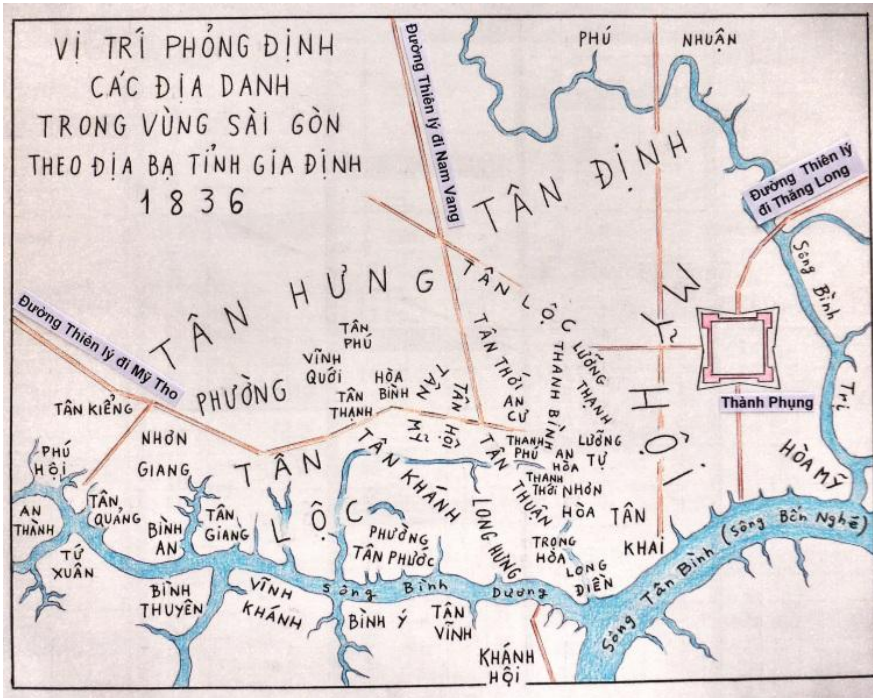 VỊ TRÍ PHỎNG ĐỊNH
CÁC ĐỊA DANH
TRONG VÙNG SÀI GÒN
THEO ĐỊA BẠ TỈNH GIA ĐỊNH
1836
Đường Thiên lý đi Nam Vang
PHÚ NHUẬN
TÂN ĐỊNH
Đường Thiên lý
đi Thăng Long
Sông Bình Trị
Đường Thiên lý đi Mỹ Tho
TÂN HƯNG
TÂN LỘC
MỸ HỘI
Thành Phụng
TÂN
PHÚ
VĨNH
QUỚI
PHƯỜNG
TÂN
THẠNH
HÒA
BÌNH
TÂN MỸ
TÂN HỘI
TÂN THỚI
AN
CƯ
THANH BÌNH
LƯƠNG THẠNH
TÂN KIỂNG
NHƠN
GIANG
PHÚ
HỘI
AN
THÀNH
TÂN
QUẢNG
TỨ
XUÂN
BÌNH
AN
TÂN
GIẢNG
TÂN LỘC
TÂN KHÁNH
PHƯỜNG
TÂN PHƯỚC
LONG HƯNG
TÂN THUẬN
THANH
PHÚ
AN
HÒA
LƯỠNG
TỰ
THANH
THỚI
NHƠN
HÒA
TÂN
KHAI
TRỌNG
HÒA
LONG
ĐIỀN
HÒA MỸ
BÌNH
THUYÊN
VĨNH
KHÁNH
Sông Bình Dương
BÌNH Ý
TÂN
VĨNH
KHÁNH
HỘI
Sông Tân Bình (Sông Bến Nghé)